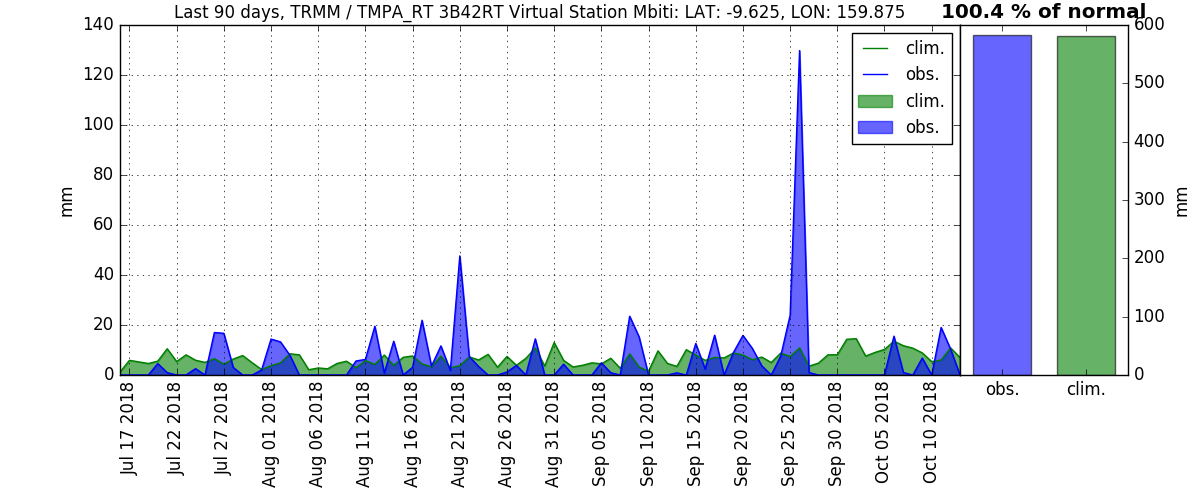 Last 90 days, TRMM / TMPA_RT 3B42RT Virtual Station Mbiti: LAT: -9.625, LON: 159.875
100.4 % of normal
140
120
100
80
60
40
20
0
mm
clim.
obs.
clim.
obs.
Jul 17 2018
Jul 22 2018
Jul 27 2018
Aug 01 2018
Aug 06 2018
Aug 11 2018
Aug 16 2018
Aug 21 2018
Aug 26 2018
Aug 31 2018
Sep 05 2018
Sep 10 2018
Sep 15 2018
Sep 20 2018
Sep 25 2018
Sep 30 2018
Oct 05 2018
Oct 10 2018
600
500
400
300
200
100
0
mm
obs.
clim.